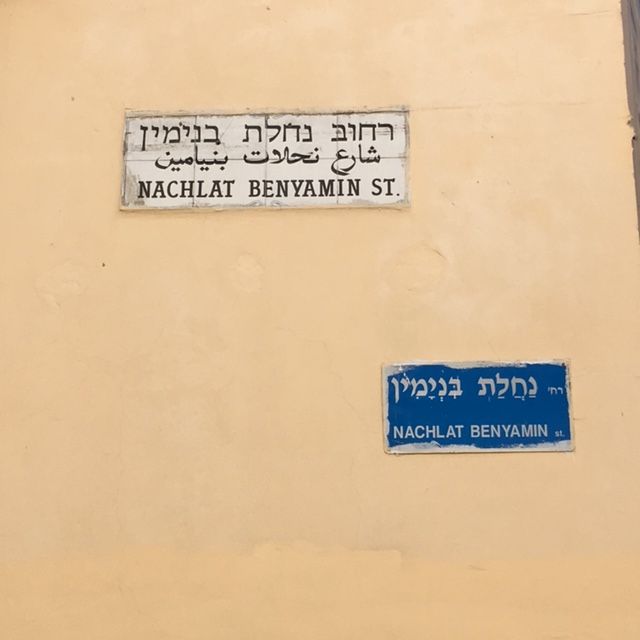 רחוב נחלת בנימין
شارع نحلات بنيامين
NACHLAT BENYAMIN ST.
רח' נַחֲלַת בִּנְיָמִין
NACHLAT BENYAMIN st.